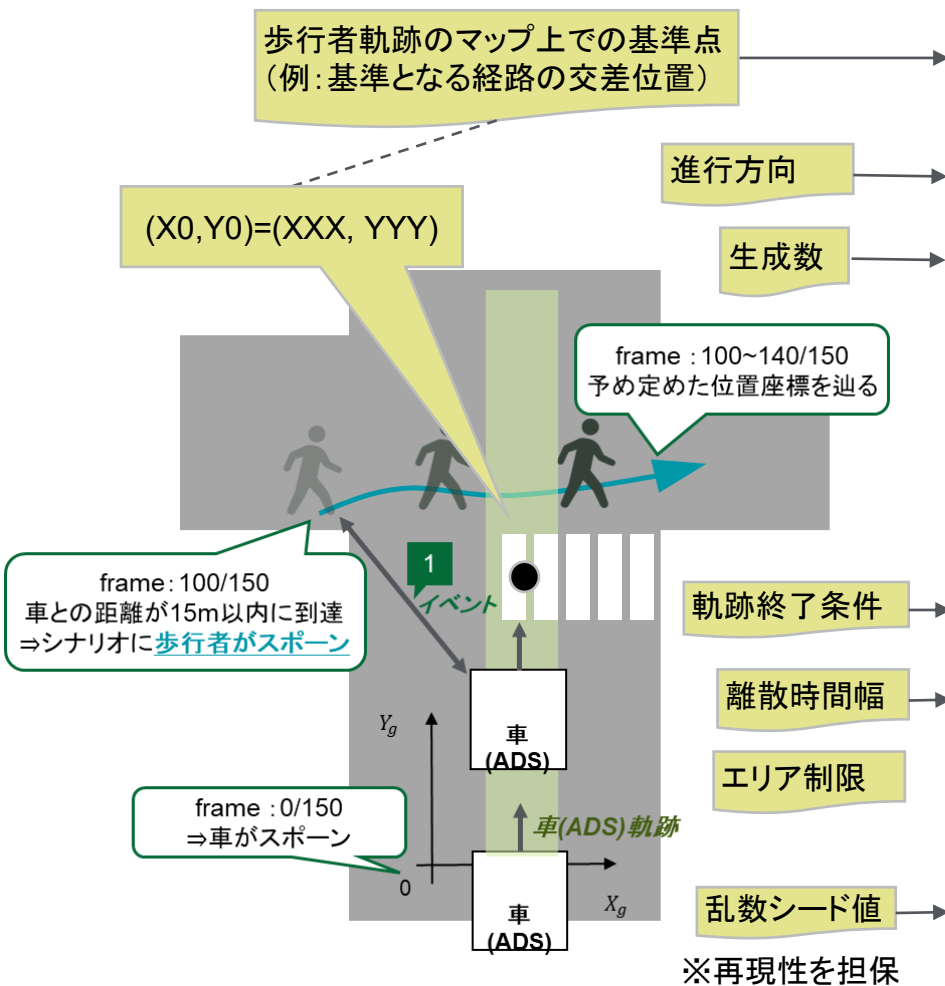 歩行者軌跡のマップ上での基準点
（例：基準となる経路の交差位置）
進行方向
(X0,Y0)=(XXX, YYY)
生成数
frame：100~140/150
予め定めた位置座標を辿る
1
イベント
frame：100/150
車との距離が15m以内に到達
⇒シナリオに歩行者がスポーン
軌跡終了条件
離散時間幅
車
(ADS)
Yg
エリア制限
frame：0/150
⇒車がスポーン
車(ADS)軌跡
0
Xg
車
(ADS)
乱数シード値
※再現性を担保